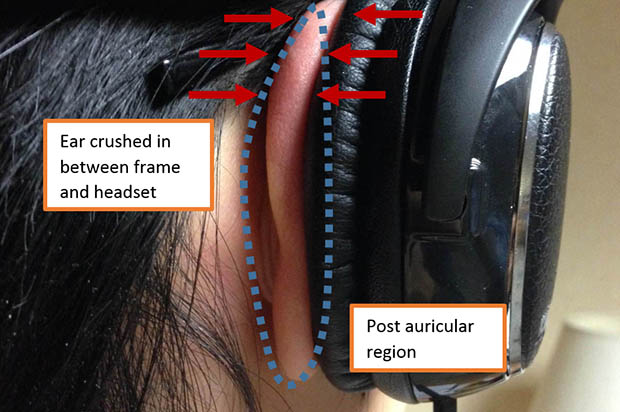 Ear crushed in
between frame
and headset
Post auricular
region